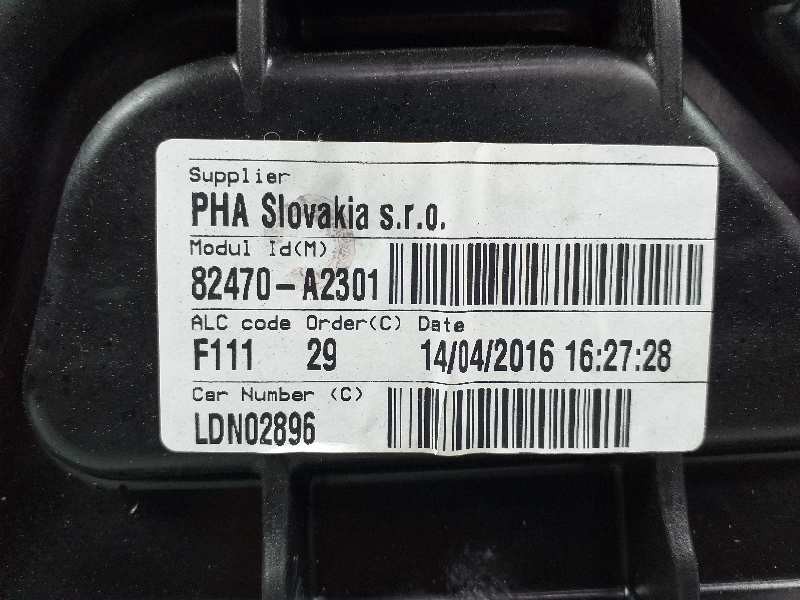 Supplier
PHA Slovakia s.r.o.
Modul Id(M)
82470-A2301
ALC code Order(C) Date
F111 29 14/04/2016 16:27:28
Car Number (C)
LDN02896